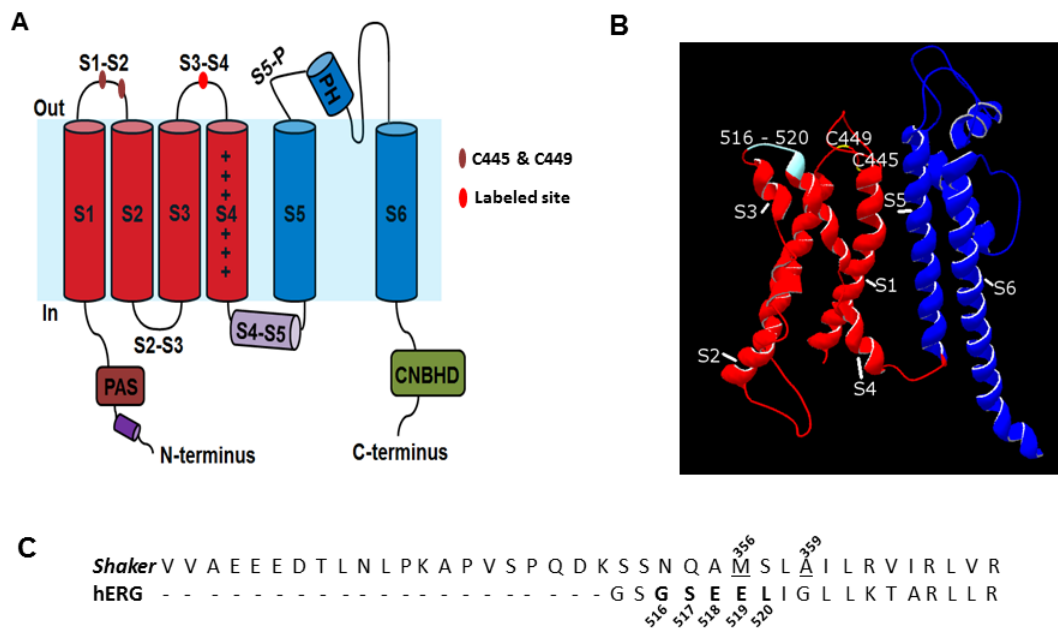 A
S1-S2
S3-S4
S5-P
PH
Out
C445 & C449
Labeled site
S1
S2
S3
S4
+
+
+
+
+
+
S5
S6
In
S2-S3
S4-S5
PAS
CNBHD
N-terminus
C-terminus
B
516 - 520
C449
C445
S3
S5
S1
S6
S2
S4
C
356
359
Shaker V V A E E E D T L N L P K A P V S P Q D K S S N Q A M S L A I L R V I R L V R
hERG - - - - - - - - - - - - - - - - - - - - - G S G S E E L I G L L K T A R L L R
516 517 518 519 520